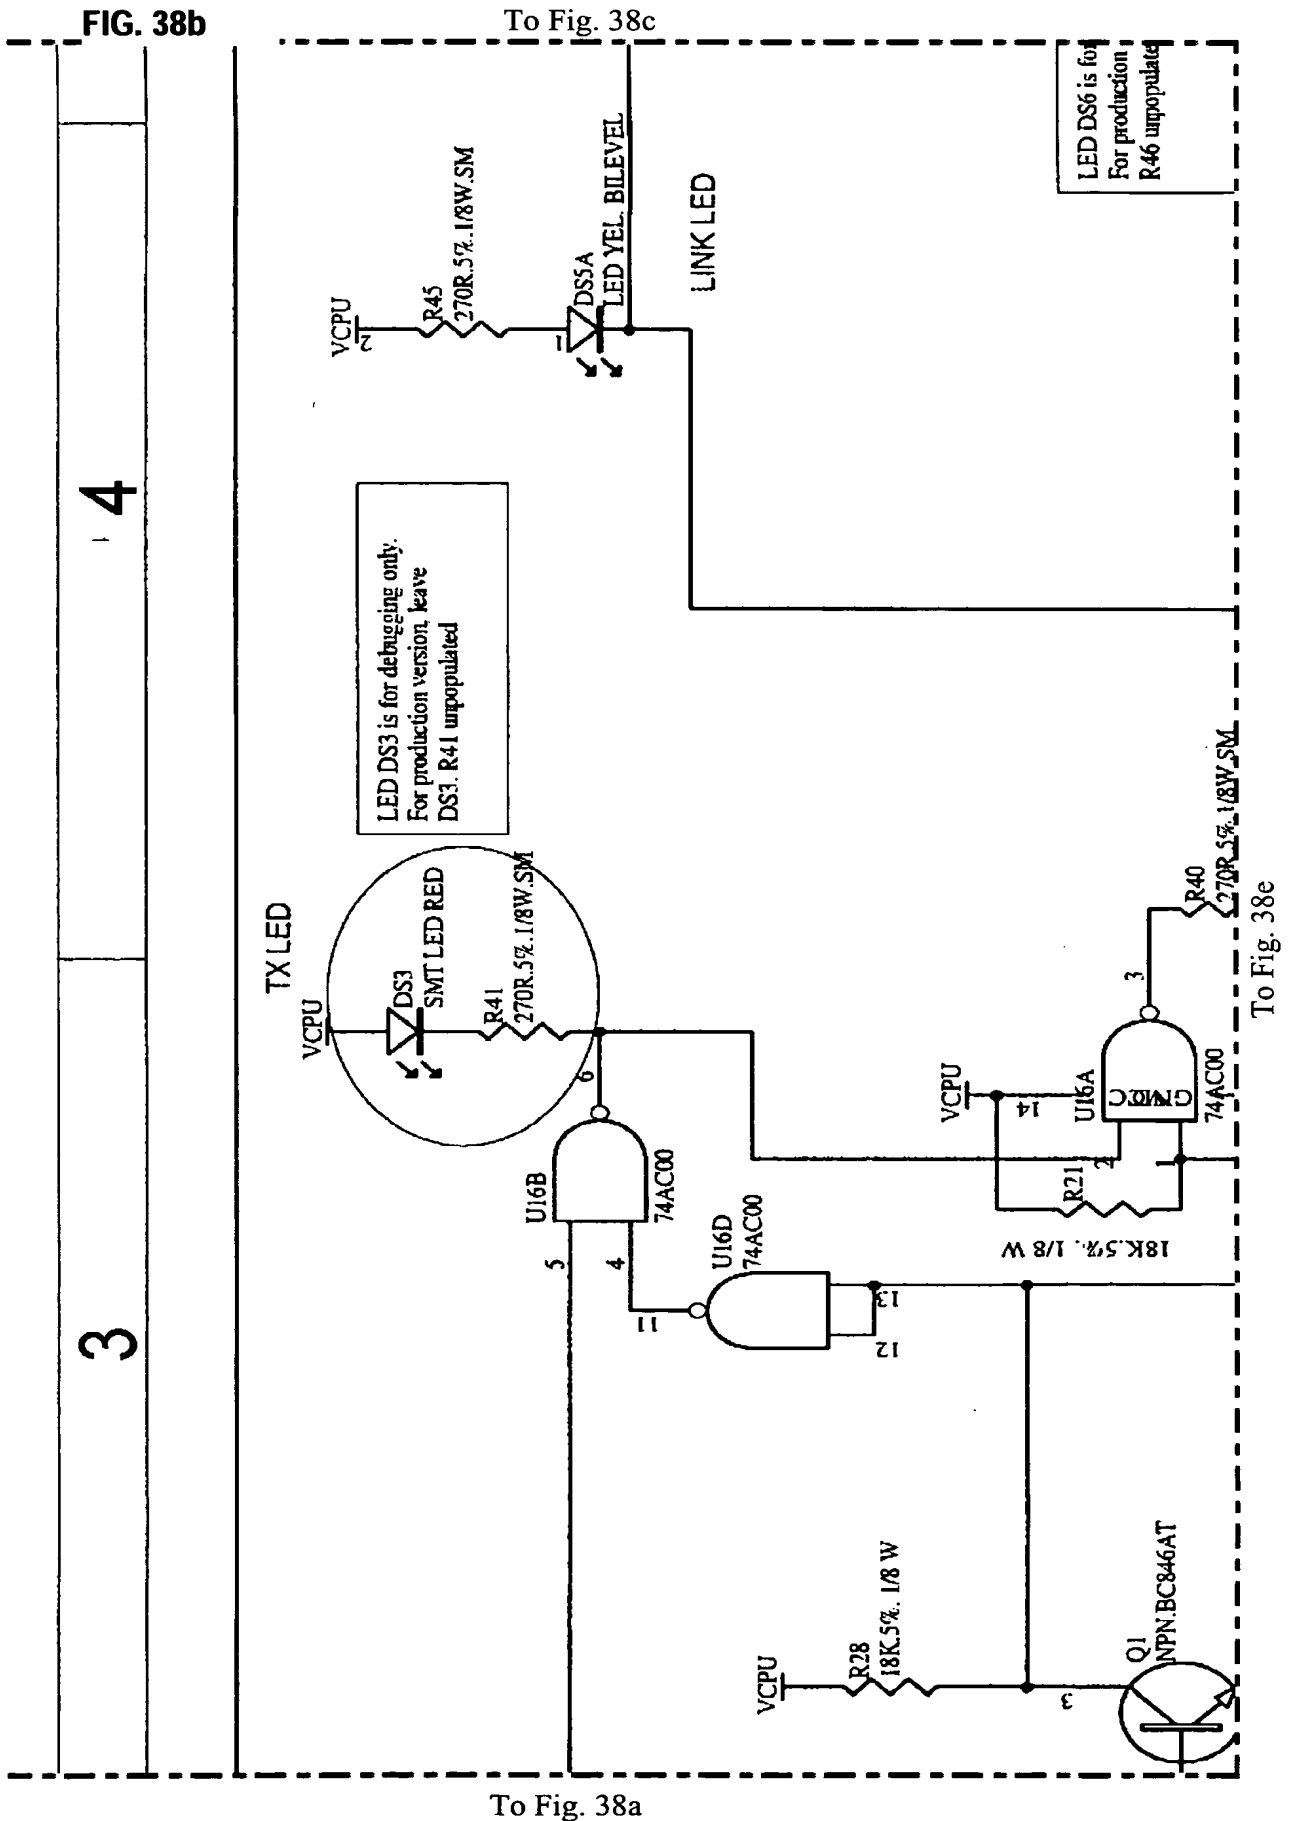 FIG. 38b
To Fig. 38c
4
3
LED DS6 is for
For production
R46 unpopulate
VCPU
2
R45
270R.5%.1/8W.SM
1
DS5A
LED YEL. BILEVEL
LINK LED
LED DS3 is for debugging only.
For production version, leave
DS3. R41 unpopulated
TX LED
VCPU
DS3
SMT LED RED
R41
270R.5%.1/8W.SM
6
U16B
74AC00
5
4
U16D
74AC00
11
13
12
VCPU
14
U16A
74AC00
3
2
1
R21
18K.5%. 1/8 W
R40
270R.5%.1/8W.SM
VCPU
R28
18K.5%. 1/8 W
3
Q1
NPN.BC846AT
To Fig. 38e
To Fig. 38a